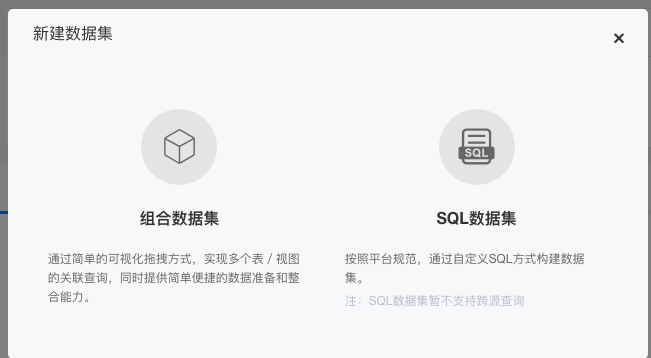 新建数据集
SQL
组合数据集
SQL数据集
通过简单的可视化拖拽方式，实现多个表 / 视图
的关联查询，同时提供简单便捷的数据准备和整
合能力。
按照平台规范，通过自定义SQL方式构建数据
集。
注：SQL数据集暂不支持跨源查询